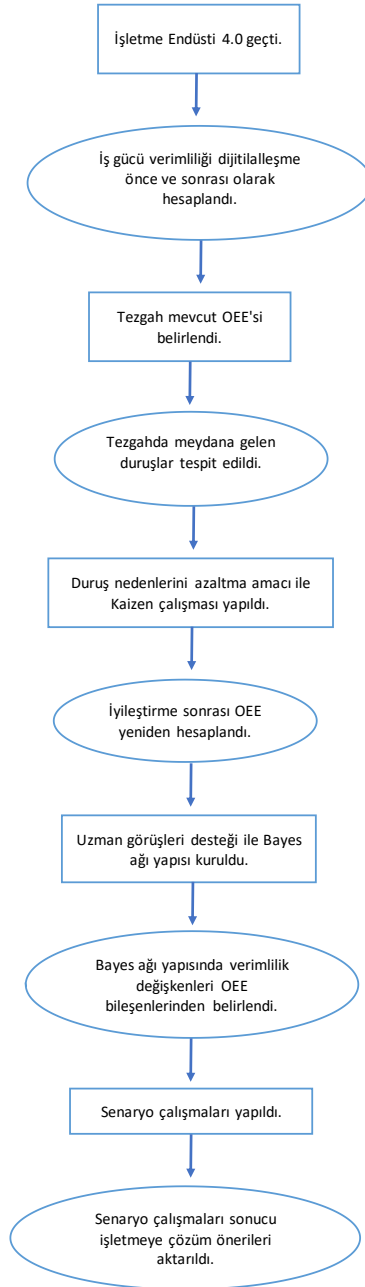 İşletme Endüsti 4.0 geçti.
İş gücü verimliliği dijitilalleşme
önce ve sonrası olarak
hesaplandı.
Tezgah mevcut OEE'si
belirlendi.
Tezgahda meydana gelen
duruşlar tespit edildi.
Duruş nedenlerini azaltma amacı ile
Kaizen çalışması yapıldı.
İyileştirme sonrası OEE
yeniden hesaplandı.
Uzman görüşleri desteği ile Bayes
ağı yapısı kuruldu.
Bayes ağı yapısında verimlilik
değişkenleri OEE
bileşenlerinden belirlendi.
Senaryo çalışmaları yapıldı.
Senaryo çalışmaları sonucu
işletmeye çözüm önerileri
aktarıldı.